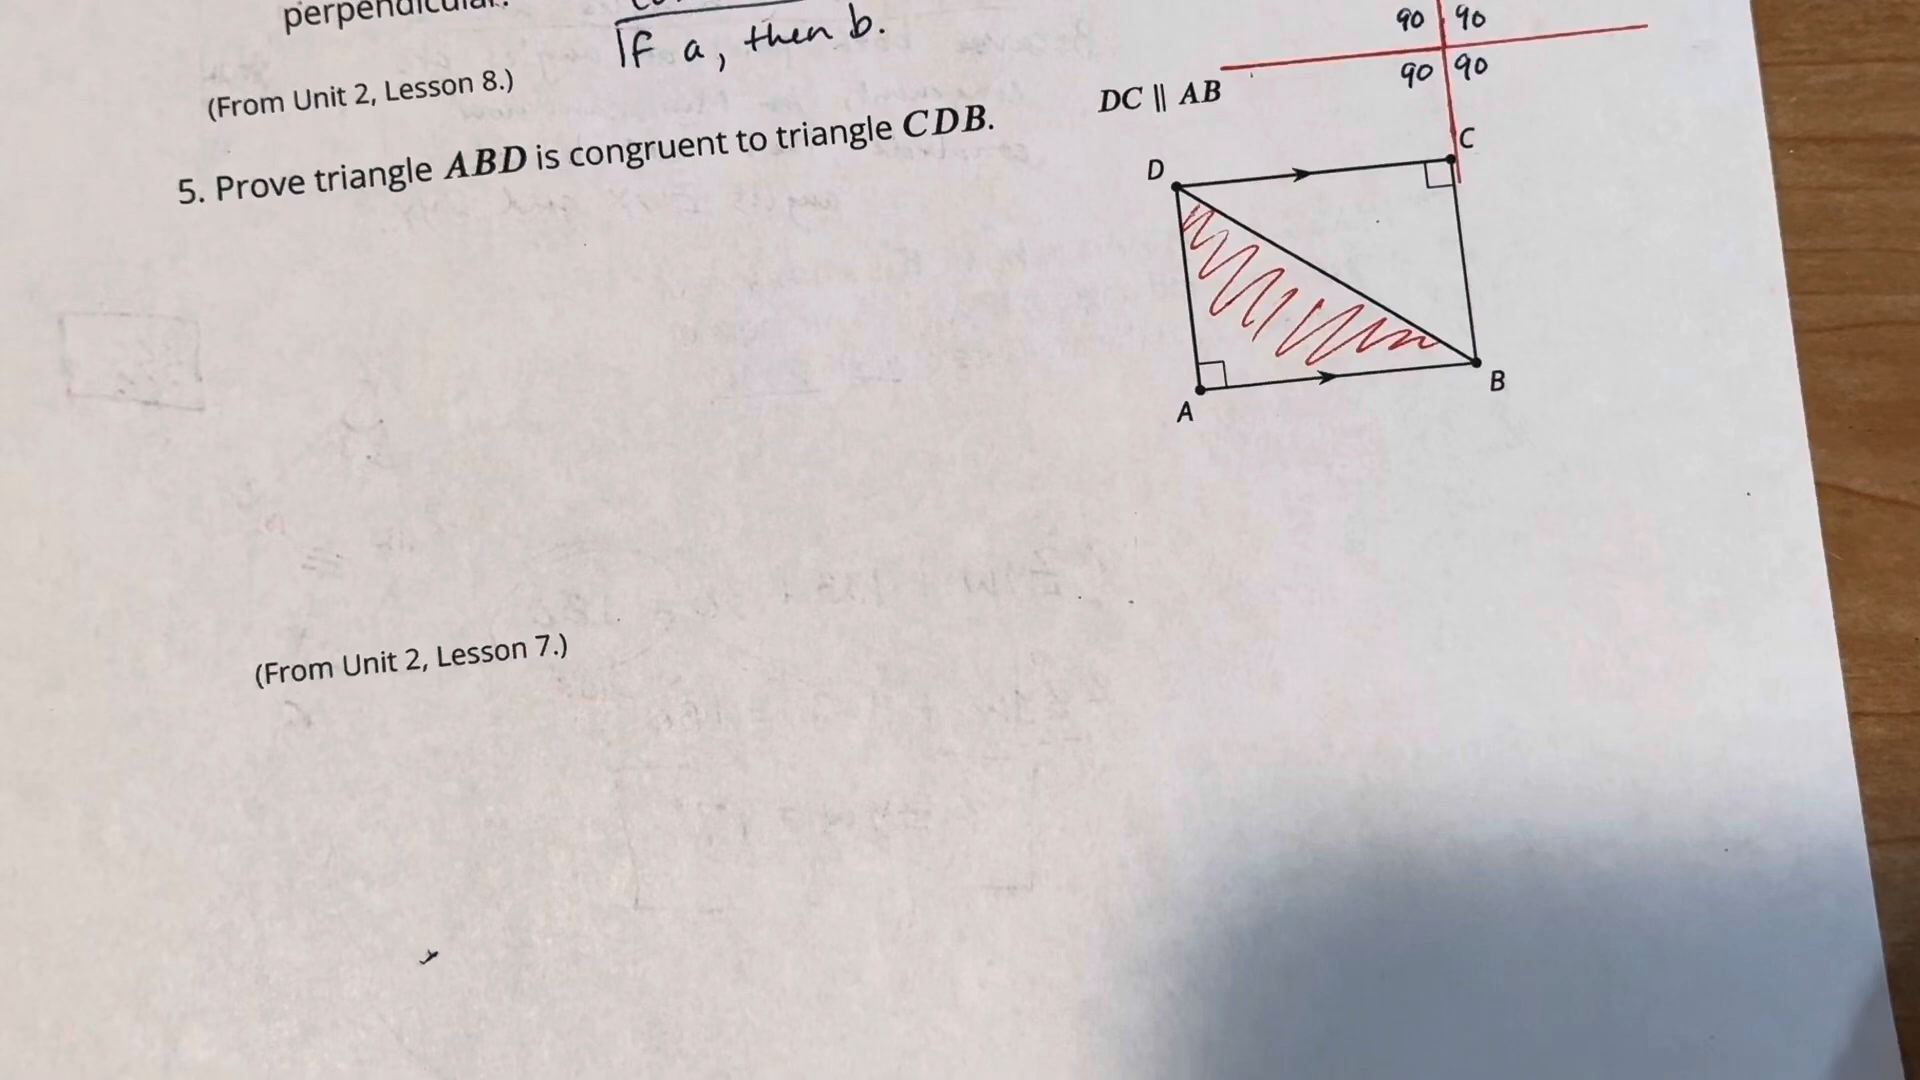 perpendicular.
If a, then b.
(From Unit 2, Lesson 8.)
90 90
90 90
5. Prove triangle ABD is congruent to triangle CDB.
DC ∥ AB
D
C
A
B
(From Unit 2, Lesson 7.)